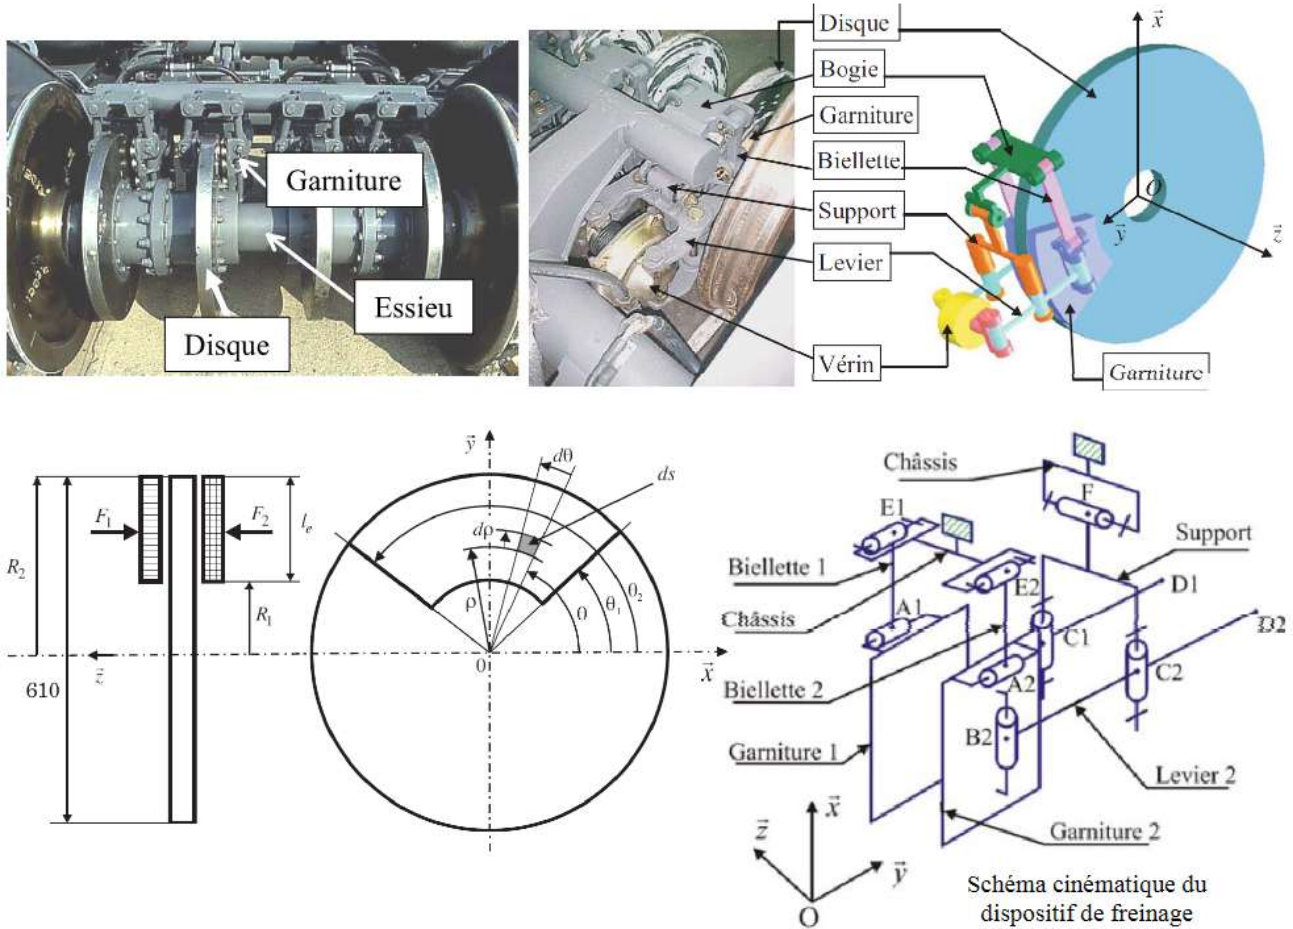 Garniture
Essieu
Disque
Disque
Bogie
Garniture
Biellette
Support
Levier
Vérin
Garniture
x
O
y
z
R2
610
F1
F2
le
R1
z
y
dθ
ds
dρ
ρ
θ
θ1
θ2
0
x
Châssis
F
E1
Support
Biellette 1
E2
D1
Châssis
A1
C1
A2
C2
Biellette 2
B2
Garniture 1
Levier 2
Garniture 2
x
z
y
O
Schéma cinématique du
dispositif de freinage